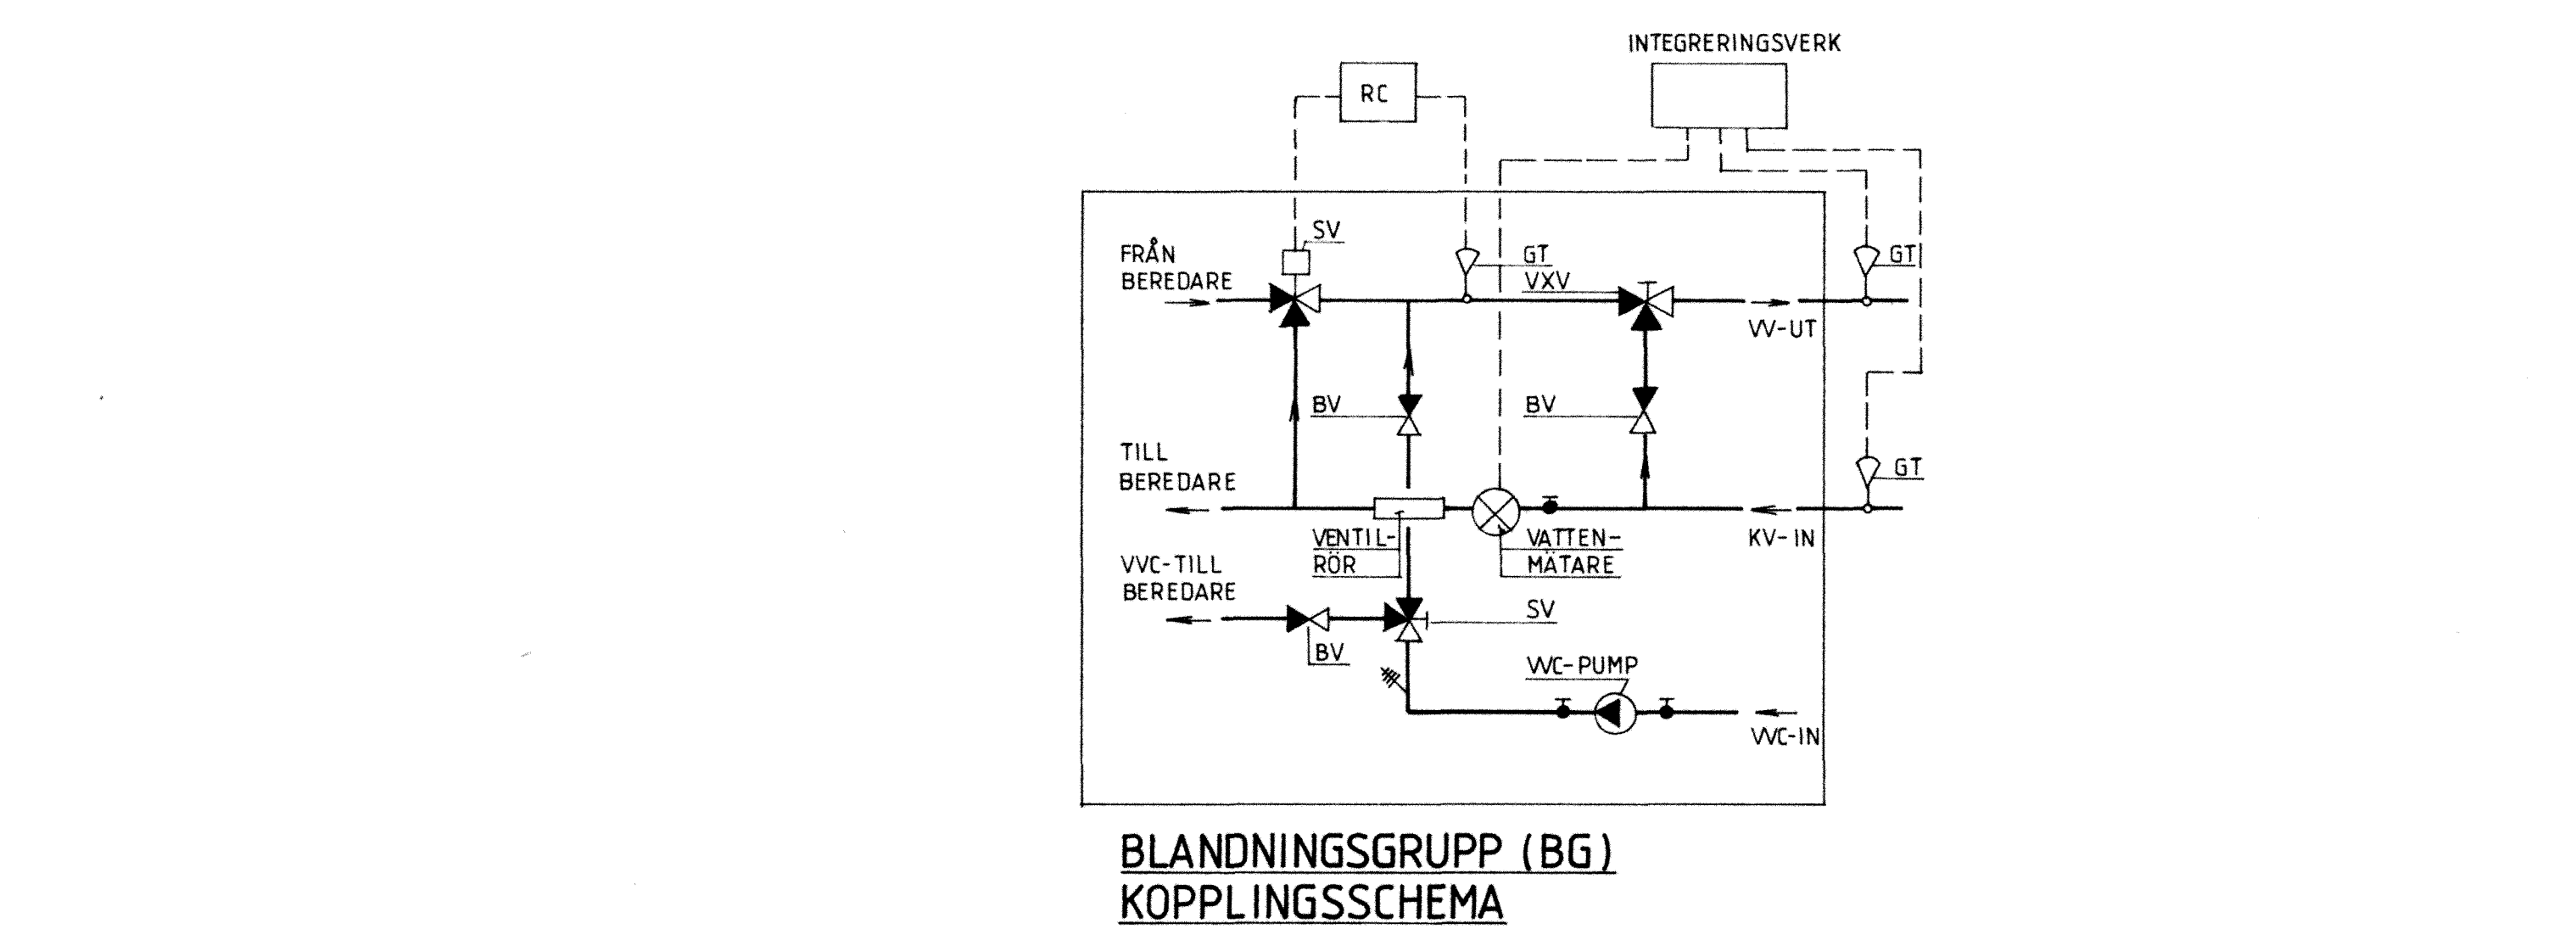 INTEGRERINGSVERK
RC
SV
FRÅN
BEREDARE
GT
VXV
GT
VV-UT
BV
BV
TILL
BEREDARE
GT
VENTIL-
RÖR
VATTEN-
MÄTARE
KV-IN
VVC-TILL
BEREDARE
SV
BV
VVC-PUMP
VVC-IN
BLANDNINGSGRUPP (BG)
KOPPLINGSSCHEMA